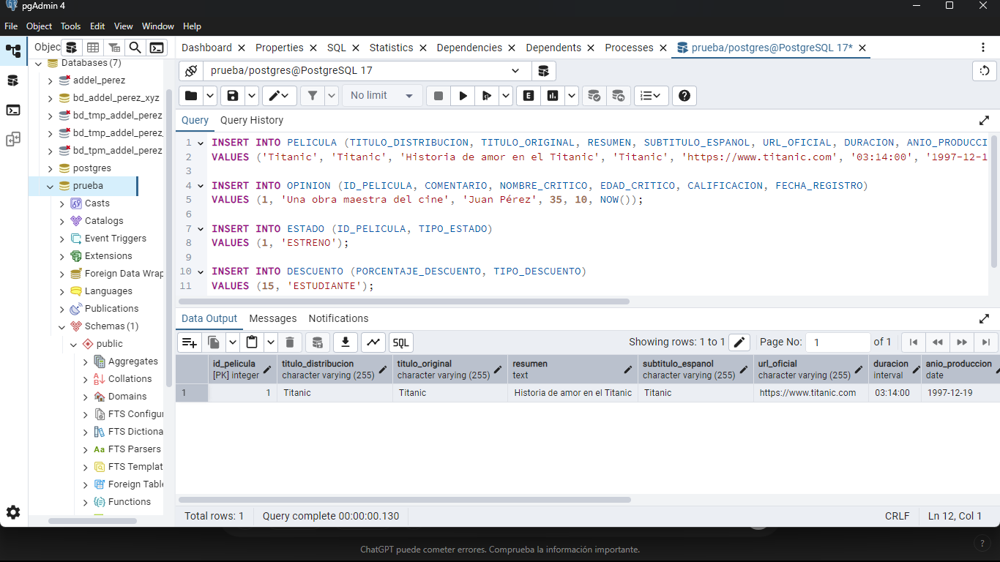 pgAdmin 4
File Object Tools Edit View Window Help
Objec
Dashboard Properties SQL Statistics Dependencies Dependents Processes prueba/postgres@PostgreSQL 17*
Databases (7)
addel_perez
bd_addel_perez_xyz
bd_tmp_addel_perez
bd_tmp_addel_perez_
bd_tpm_addel_perez
postgres
prueba
Casts
Catalogs
Event Triggers
Extensions
Foreign Data Wrap
Languages
Publications
Schemas (1)
public
Aggregates
Collations
Domains
FTS Configu
FTS Dictiona
Aa FTS Parsers
FTS Templat
Foreign Table
Functions
prueba/postgres@PostgreSQL 17
No limit
E
Query Query History
1 INSERT INTO PELICULA (TITULO_DISTRIBUCION, TITULO_ORIGINAL, RESUMEN, SUBTITULO_ESPANOL, URL_OFICIAL, DURACION, ANIO_PRODUCCI
2 VALUES ('Titanic', 'Titanic', 'Historia de amor en el Titanic', 'Titanic', 'https://www.titanic.com', '03:14:00', '1997-12-1
3
4 INSERT INTO OPINION (ID_PELICULA, COMENTARIO, NOMBRE_CRITICO, EDAD_CRITICO, CALIFICACION, FECHA_REGISTRO)
5 VALUES (1, 'Una obra maestra del cine', 'Juan Pérez', 35, 10, NOW());
6
7 INSERT INTO ESTADO (ID_PELICULA, TIPO_ESTADO)
8 VALUES (1, 'ESTRENO');
9
10 INSERT INTO DESCUENTO (PORCENTAJE_DESCUENTO, TIPO_DESCUENTO)
11 VALUES (15, 'ESTUDIANTE');
Data Output Messages Notifications
SQL Showing rows: 1 to 1 Page No: 1 of 1
id_pelicula titulo_distribucion titulo_original resumen subtitulo_espanol url_oficial duracion anio_produccion
[PK] integer character varying (255) character varying (255) text character varying (255) character varying (255) interval date
1 1 Titanic Titanic Historia de amor en el Titanic Titanic https://www.titanic.com 03:14:00 1997-12-19
Total rows: 1 Query complete 00:00:00.130 CRLF Ln 12, Col 1
ChatGPT puede cometer errores. Comprueba la información importante.
?